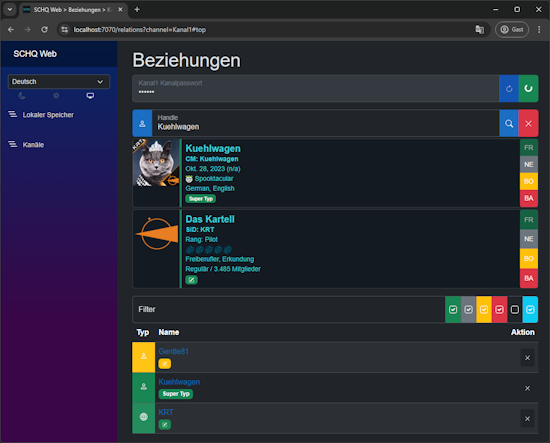 SCHQ Web > Beziehungen > K
localhost:7070/relations?channel=Kanal1#top
Gast
SCHQ Web
Deutsch
Lokaler Speicher
Kanäle
Beziehungen
Kanal1 Kanalpasswort
Handle
Kuehlwagen
KRT
Kuehlwagen
CM: Kuehlwagen
Okt. 28, 2023 (n/a)
Spooktacular
German, English
Super Typ
FR
NE
BO
BA
Das Kartell
SID: KRT
Rang: Pilot
Freiberufler, Erkundung
Regulär / 3.485 Mitglieder
FR
NE
BO
BA
Filter
Typ Name Aktion
Gentle81
Kuehlwagen
Super Typ
KRT